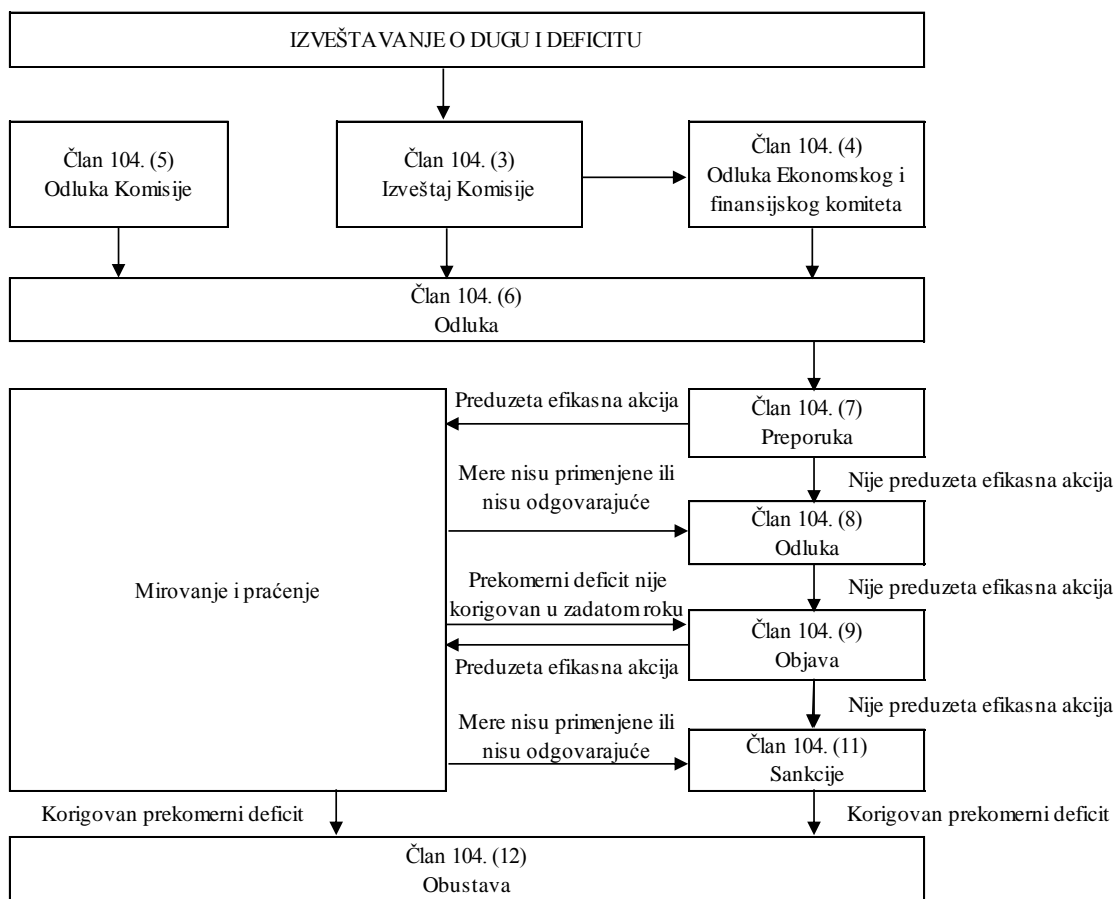 IZVEŠTAVANJE O DUGU I DEFICITU
Član 104. (5)
Odluka Komisije
Član 104. (3)
Izveštaj Komisije
Član 104. (4)
Odluka Ekonomskog i
finansijskog komiteta
Član 104. (6)
Odluka
Preduzeta efikasna akcija
Član 104. (7)
Preporuka
Mere nisu primenjene ili
nisu odgovarajuće
Nije preduzeta efikasna akcija
Član 104. (8)
Odluka
Mirovanje i praćenje
Prekomerni deficit nije
korigovan u zadatom roku
Nije preduzeta efikasna akcija
Član 104. (9)
Objava
Preduzeta efikasna akcija
Nije preduzeta efikasna akcija
Mere nisu primenjene ili
nisu odgovarajuće
Član 104. (11)
Sankcije
Korigovan prekomerni deficit
Korigovan prekomerni deficit
Član 104. (12)
Obustava